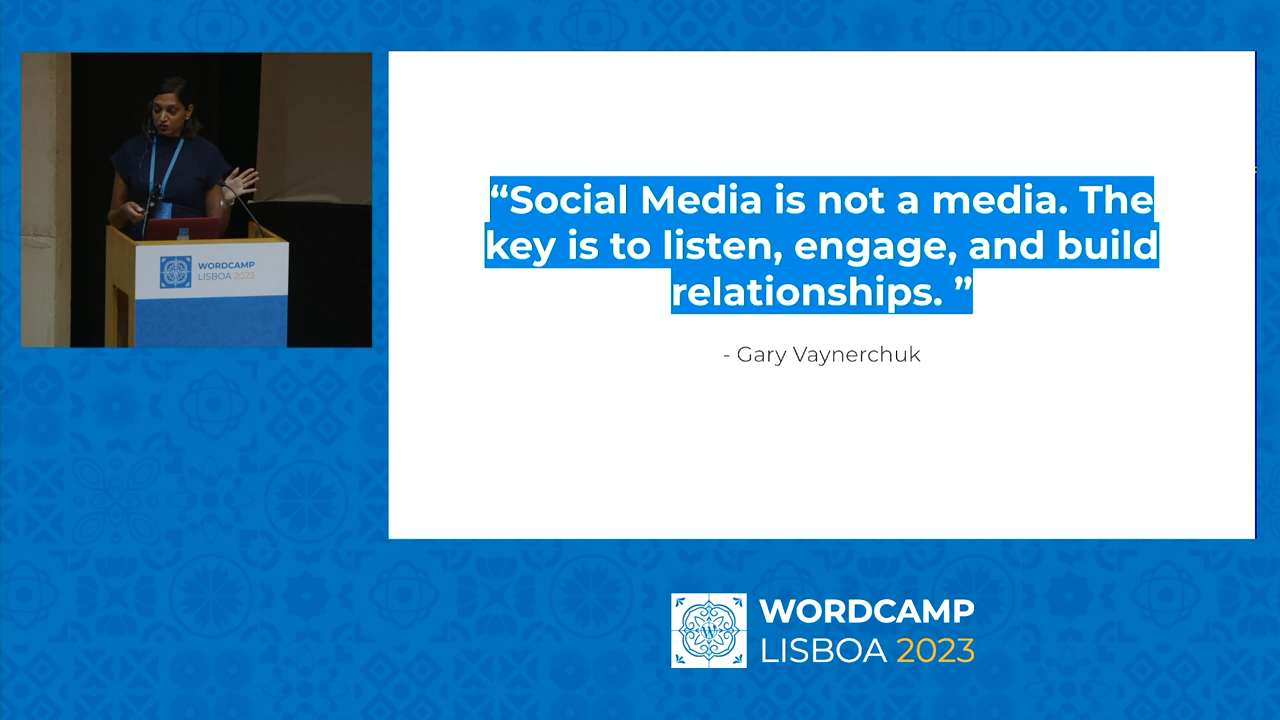 “Social Media is not a media. The
key is to listen, engage, and build
relationships. ”
- Gary Vaynerchuk
WORDCAMP
LISBOA 2023
WORDCAMP
LISBOA 2023